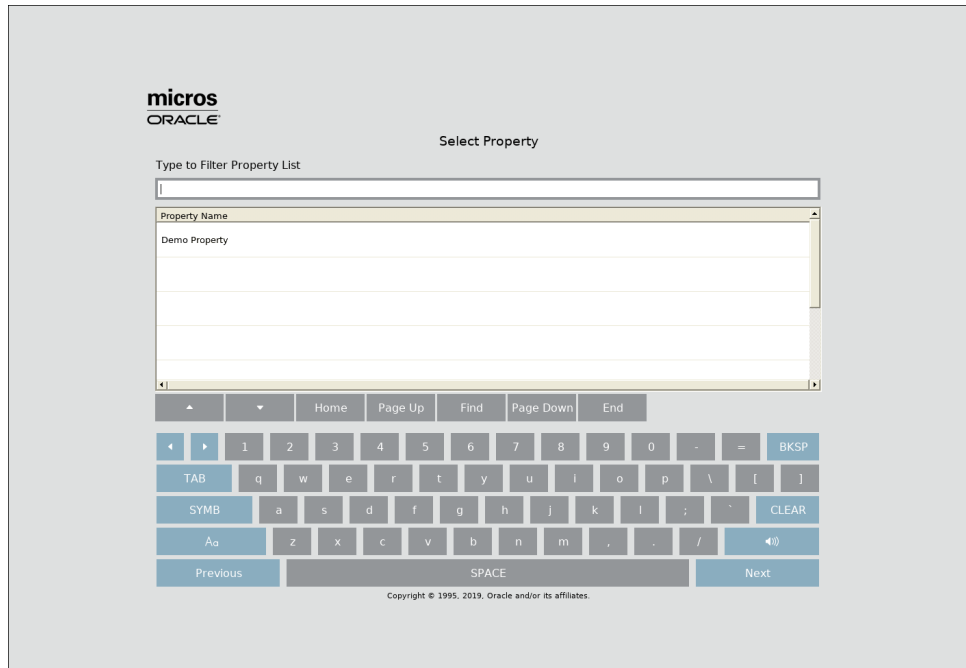 micros
ORACLE
Select Property
Type to Filter Property List
Property Name
Demo Property
Home Page Up Find Page Down End
1 2 3 4 5 6 7 8 9 0 - = BKSP
TAB q w e r t y u i o p \ [ ]
SYMB a s d f g h j k l ; ` CLEAR
Aa z x c v b n m , . /
Previous SPACE Next
Copyright © 1995, 2019, Oracle and/or its affiliates.